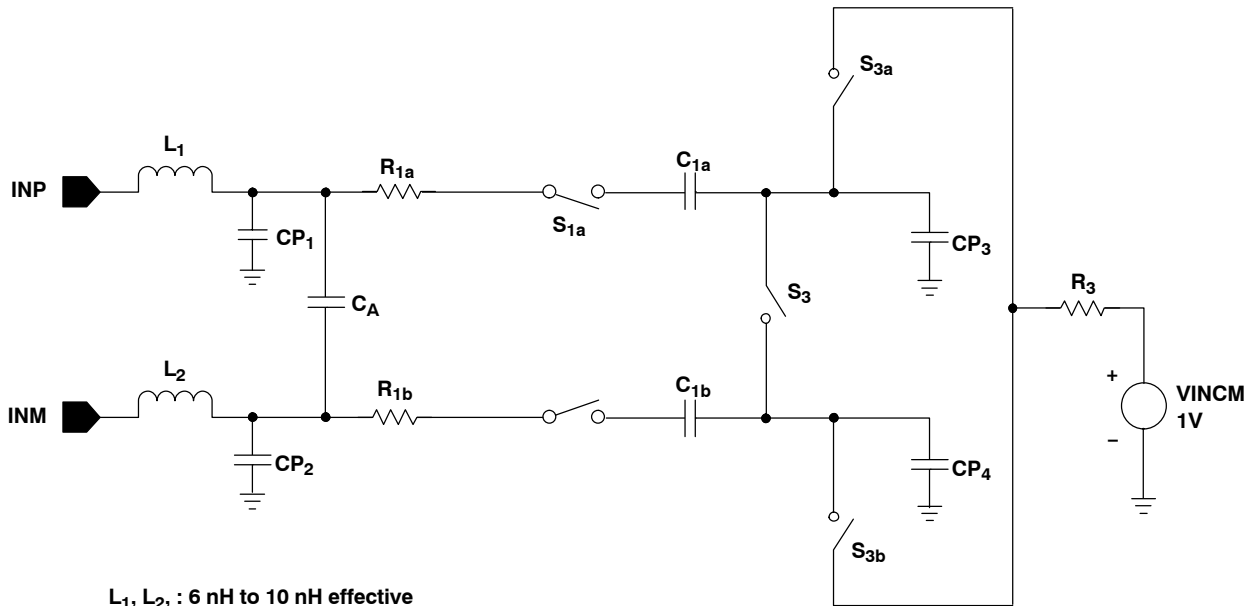 S3a
L1
R1a
C1a
INP
S1a
CP1
CP3
R3
S3
CA
L2
R1b
C1b
INM
+
VINCM
1V
−
CP2
CP4
S3b
L1, L2, : 6 nH to 10 nH effective